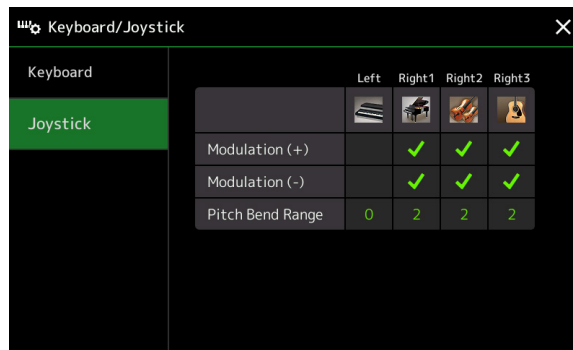 Keyboard/Joystick
Keyboard
Joystick
Left Right1 Right2 Right3
Modulation (+)
Modulation (-)
Pitch Bend Range 0 2 2 2